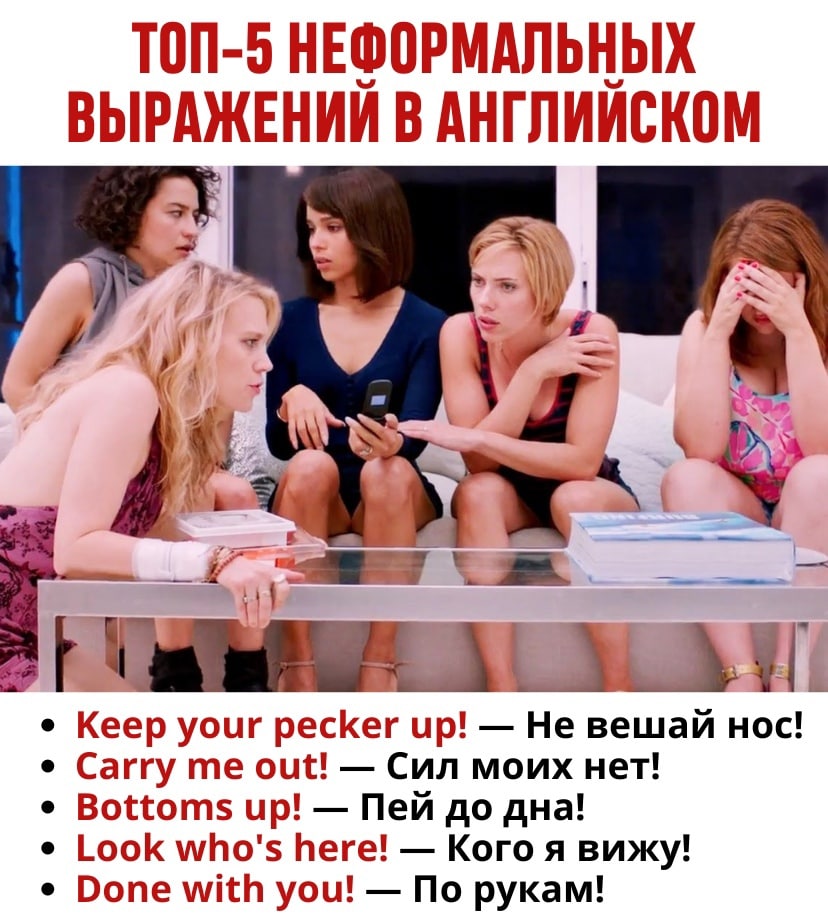 ТОП-5 НЕФОРМАЛЬНЫХ
ВЫРАЖЕНИЙ В АНГЛИЙСКОМ
• Keep your pecker up! — Не вешай нос!
• Carry me out! — Сил моих нет!
• Bottoms up! — Пей до дна!
• Look who's here! — Кого я вижу!
• Done with you! — По рукам!